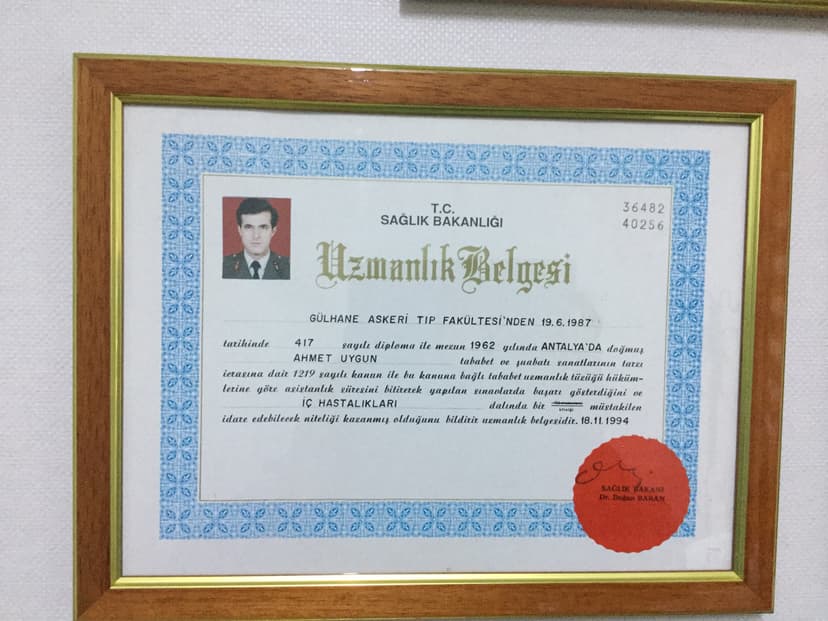 T.C.
SAĞLIK BAKANLIĞI
36482
40256
Uzmanlık Belgesi
GÜLHANE ASKERİ TIP FAKÜLTESİ'NDEN 19.6.1987
tarihinde 417 sayılı diploma ile mezun 1962 yılında ANTALYA'DA doğmuş
AHMET UYGUN tababet ve şuabatı sanatlarının tarzı
icrasına dair 1219 sayılı kanun ile bu kanuna bağlı tababet uzmanlık tüzüğü hüküm-
lerine göre asistanlık süresini bitirerek yapılan sınavlarda başarı gösterdiğini ve
İÇ HASTALIKLARI dalında bir müstakilen
idare edebilecek niteliği kazanmış olduğunu bildirir uzmanlık belgesidir. 18.11.1994
SAĞLIK BAKANI
Dr. Doğan BARAN